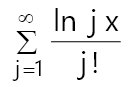 ∞
∑ ln j x / j!
j=1